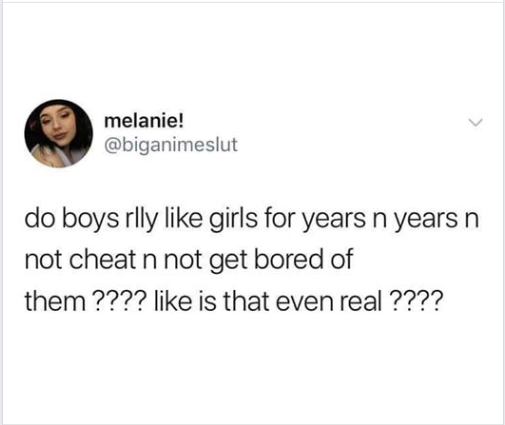 melanie!
@biganimeslut
do boys rlly like girls for years n years n
not cheat n not get bored of
them ???? like is that even real ????